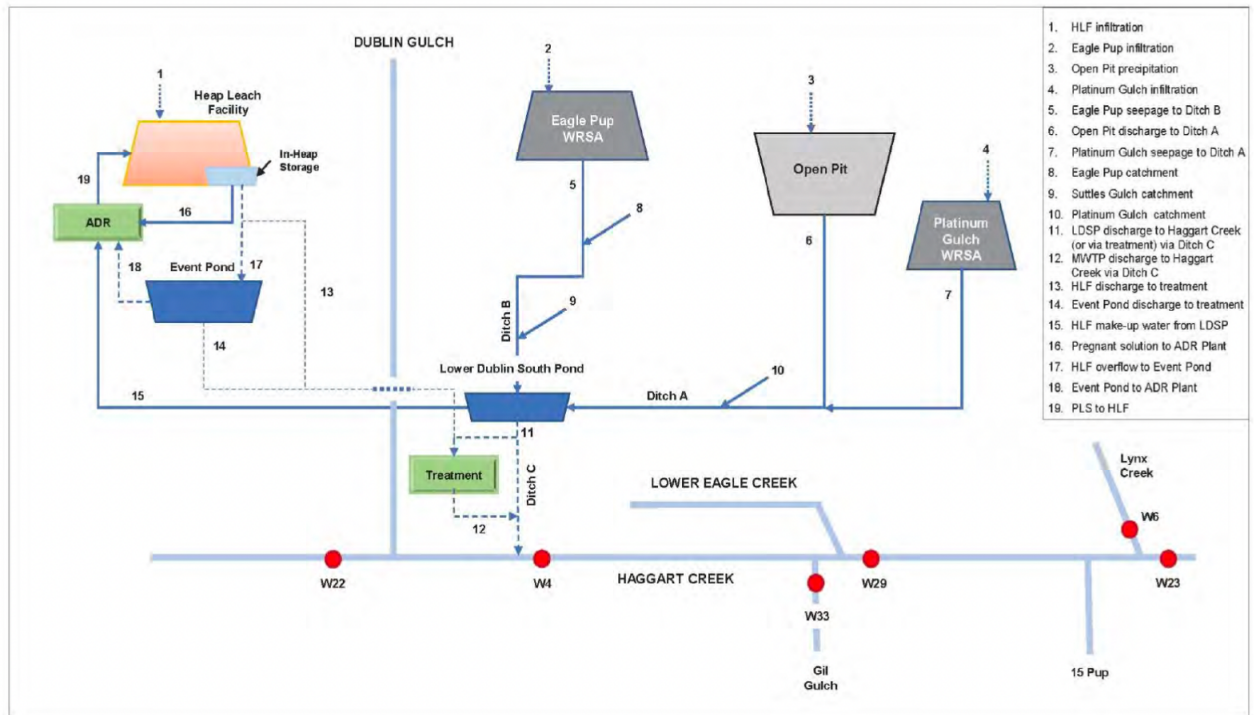 DUBLIN GULCH
1
Heap Leach
Facility
In-Heap
Storage
19
16
ADR
18
Event Pond
17
13
14
15
2
Eagle Pup
WRSA
5
8
Ditch B
9
Lower Dublin South Pond
3
Open Pit
6
4
Platinum
Gulch
WRSA
7
10
Ditch A
11
Treatment
Ditch C
12
1. HLF infiltration
2. Eagle Pup infiltration
3. Open Pit precipitation
4. Platinum Gulch infiltration
5. Eagle Pup seepage to Ditch B
6. Open Pit discharge to Ditch A
7. Platinum Gulch seepage to Ditch A
8. Eagle Pup catchment
9. Suttles Gulch catchment
10. Platinum Gulch catchment
11. LDSP discharge to Haggart Creek
(or via treatment) via Ditch C
12. MWTP discharge to Haggart
Creek via Ditch C
13. HLF discharge to treatment
14. Event Pond discharge to treatment
15. HLF make-up water from LDSP
16. Pregnant solution to ADR Plant
17. HLF overflow to Event Pond
18. Event Pond to ADR Plant
19. PLS to HLF
LOWER EAGLE CREEK
Lynx
Creek
W6
W22
W4
HAGGART CREEK
W29
W23
W33
Gil
Gulch
15 Pup